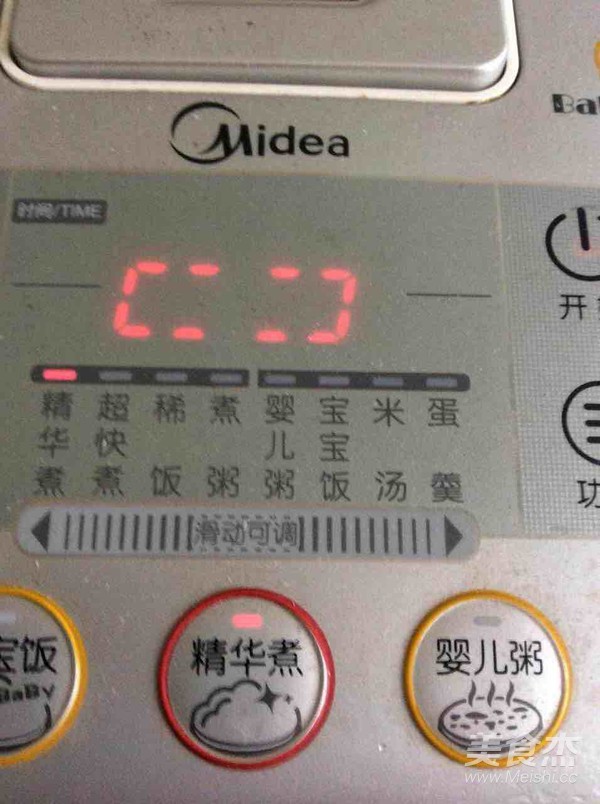 Midea
时间/TIME
精华煮 超快煮 稀饭 煮粥 婴儿粥 宝宝饭 米汤 蛋羹
滑动可调
开
功
宝饭
BaBy
精华煮
婴儿粥
美食杰
www.Meishi.cc